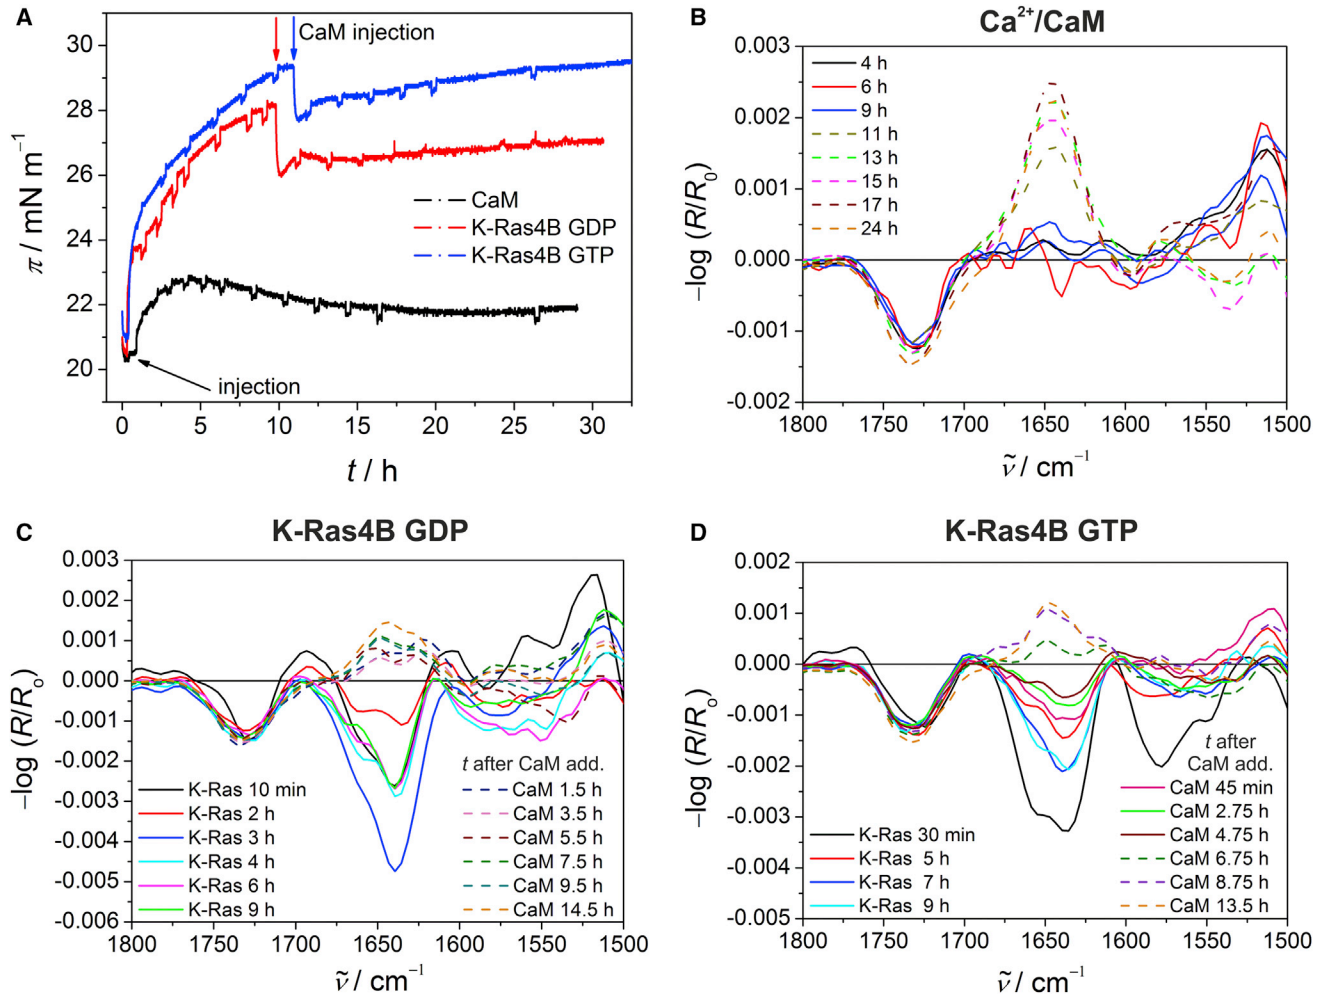 A
30
28
26
24
22
20
π / mN m⁻¹
CaM injection
CaM
K-Ras4B GDP
K-Ras4B GTP
injection
0 5 10 15 20 25 30
t / h
B
Ca²⁺/CaM
0.003
0.002
0.001
0.000
-0.001
-0.002
−log (R/R₀)
4 h
6 h
9 h
11 h
13 h
15 h
17 h
24 h
1800 1750 1700 1650 1600 1550 1500
ṽ / cm⁻¹
C
K-Ras4B GDP
0.003
0.002
0.001
0.000
-0.001
-0.002
-0.003
-0.004
-0.005
-0.006
−log (R/R₀)
K-Ras 10 min
K-Ras 2 h
K-Ras 3 h
K-Ras 4 h
K-Ras 6 h
K-Ras 9 h
t after CaM add.
CaM 1.5 h
CaM 3.5 h
CaM 5.5 h
CaM 7.5 h
CaM 9.5 h
CaM 14.5 h
1800 1750 1700 1650 1600 1550 1500
ṽ / cm⁻¹
D
K-Ras4B GTP
0.002
0.001
0.000
-0.001
-0.002
-0.003
-0.004
-0.005
−log (R/R₀)
K-Ras 30 min
K-Ras 5 h
K-Ras 7 h
K-Ras 9 h
t after
CaM add.
CaM 45 min
CaM 2.75 h
CaM 4.75 h
CaM 6.75 h
CaM 8.75 h
CaM 13.5 h
1800 1750 1700 1650 1600 1550 1500
ṽ / cm⁻¹